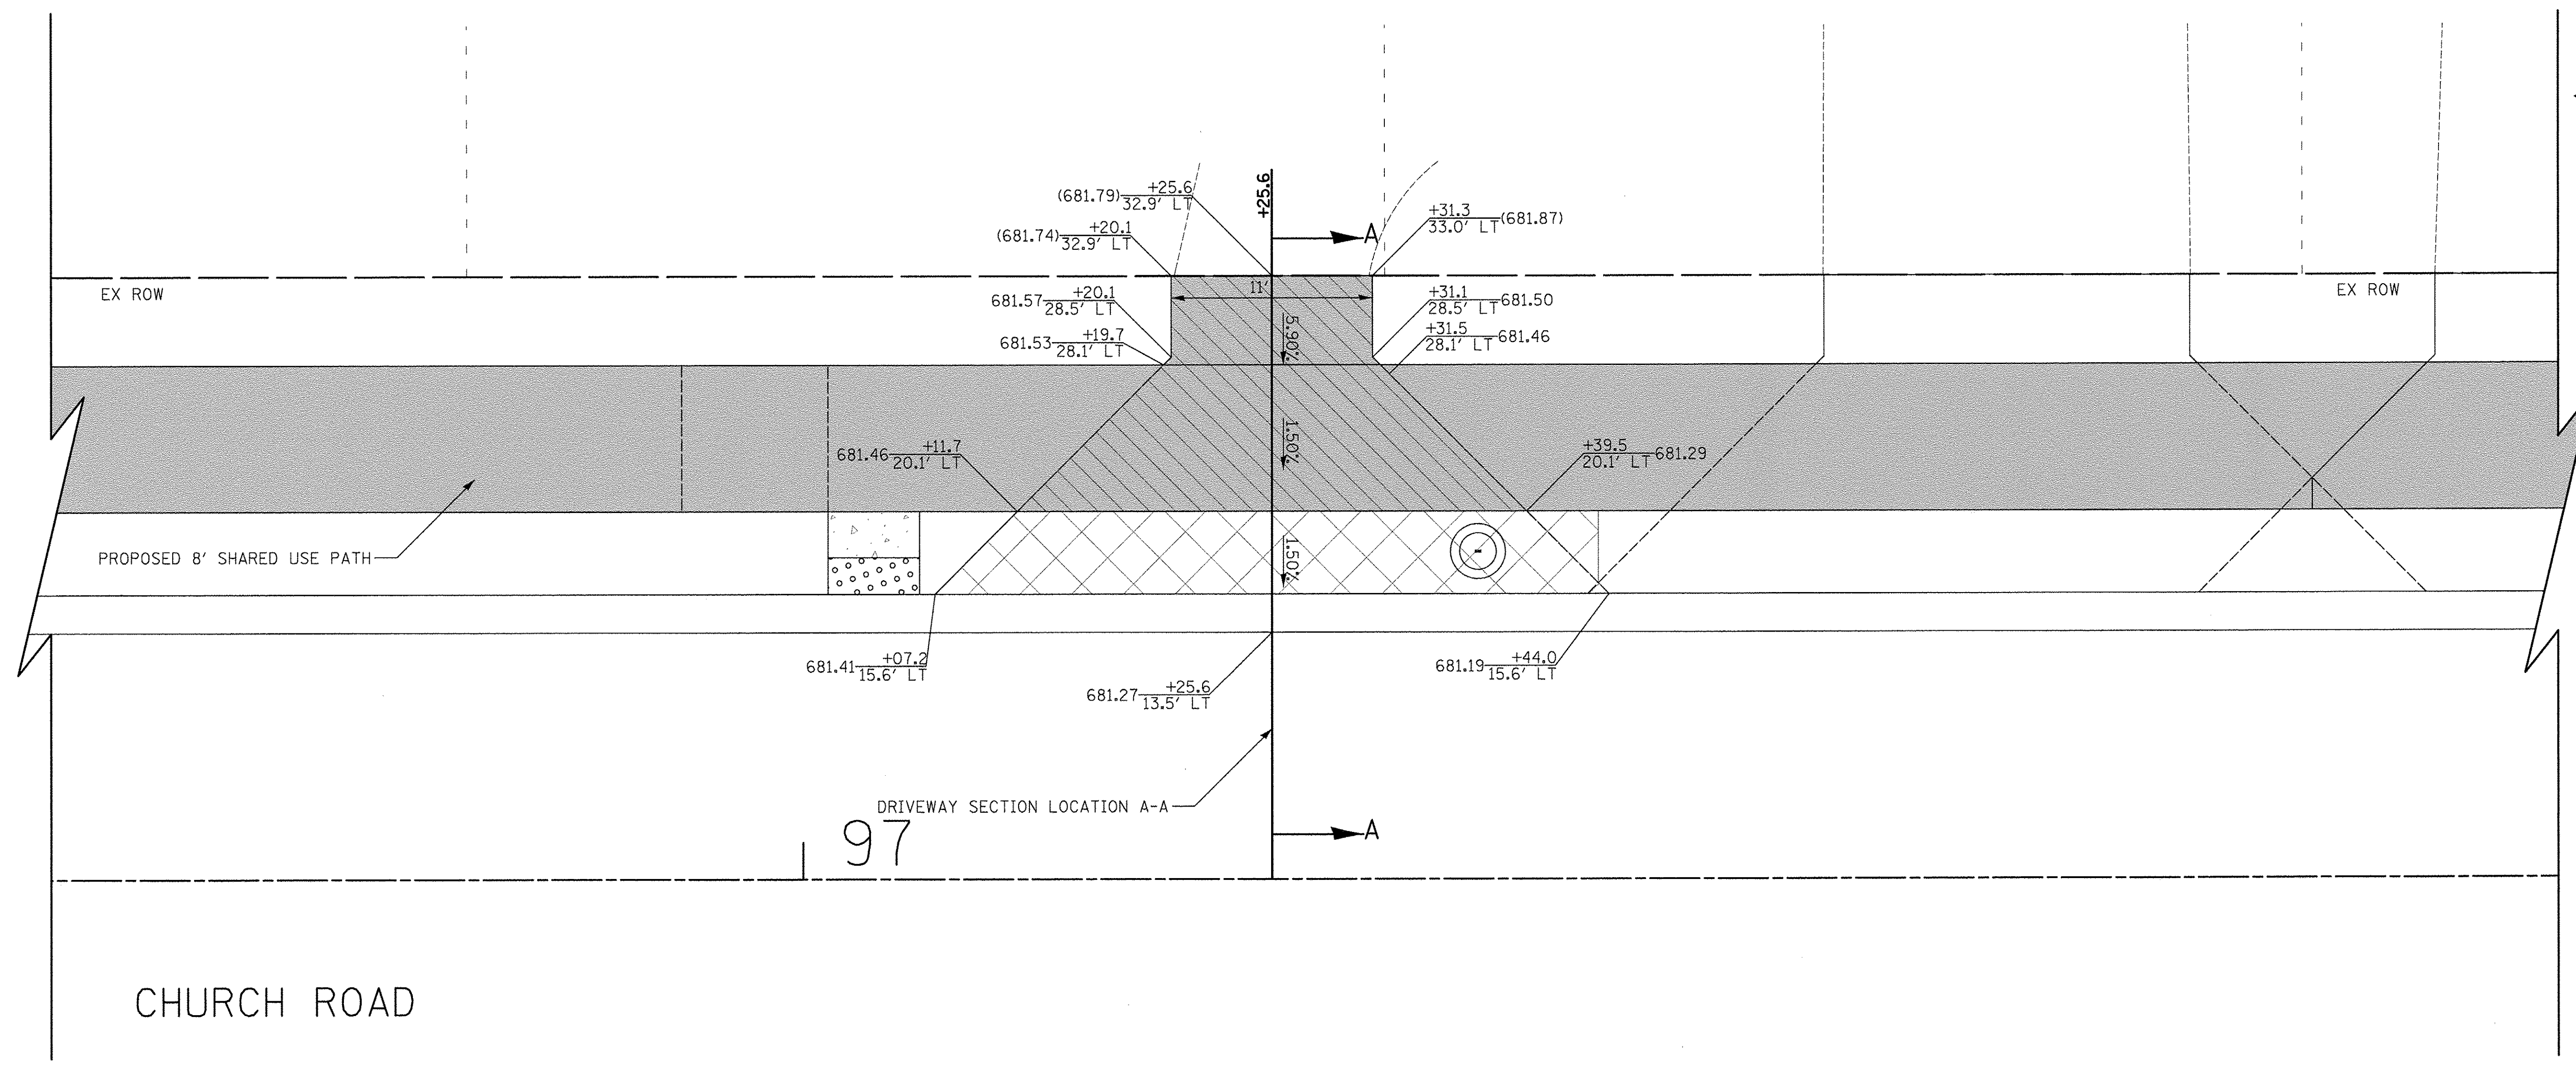 +25.6
(681.79) +25.6
32.9' LT
A
+31.3 (681.87)
33.0' LT
(681.74) +20.1
32.9' LT
EX ROW
11'
EX ROW
681.57 +20.1
28.5' LT
+31.1 681.50
28.5' LT
5.90%
681.53 +19.7
28.1' LT
+31.5 681.46
28.1' LT
681.46 +11.7
20.1' LT
1.50%
+39.5 681.29
20.1' LT
PROPOSED 8' SHARED USE PATH
1.50%
681.41 +07.2
15.6' LT
681.19 +44.0
15.6' LT
681.27 +25.6
13.5' LT
DRIVEWAY SECTION LOCATION A-A
97
A
CHURCH ROAD